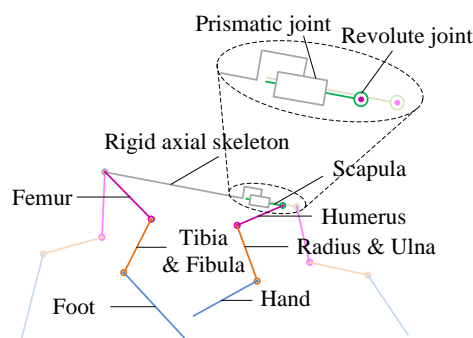 Prismatic joint
Revolute joint
Rigid axial skeleton
Scapula
Femur
Humerus
Tibia
& Fibula
Radius & Ulna
Foot
Hand